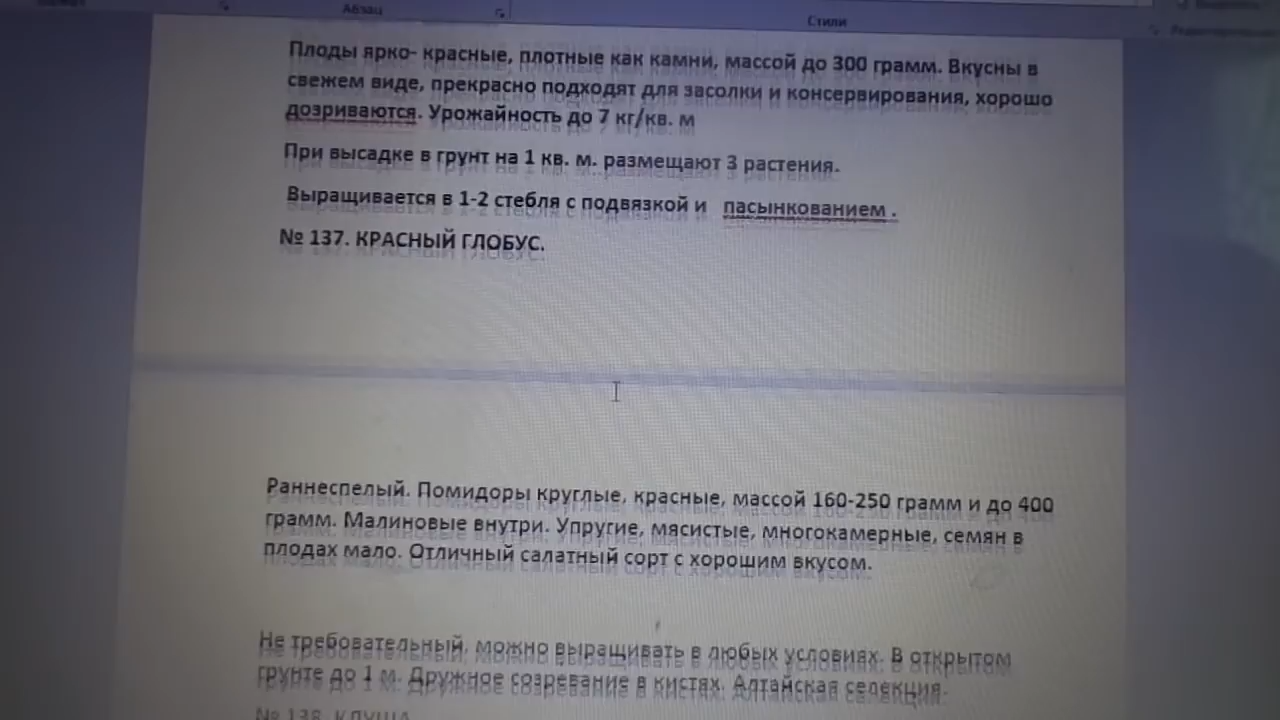 Абзац
Стили
Плоды ярко- красные, плотные как камни, массой до 300 грамм. Вкусны в
свежем виде, прекрасно подходят для засолки и консервирования, хорошо
дозриваются. Урожайность до 7 кг/кв. м
При высадке в грунт на 1 кв. м. размещают 3 растения.
Выращивается в 1-2 стебля с подвязкой и пасынкованием .
№ 137. КРАСНЫЙ ГЛОБУС.
Раннеспелый. Помидоры круглые, красные, массой 160-250 грамм и до 400
грамм. Малиновые внутри. Упругие, мясистые, многокамерные, семян в
плодах мало. Отличный салатный сорт с хорошим вкусом.
Не требовательный, можно выращивать в любых условиях. В открытом
грунте до 1 м. Дружное созревание в кистях. Алтайская селекция.
№ 138. КЛУША